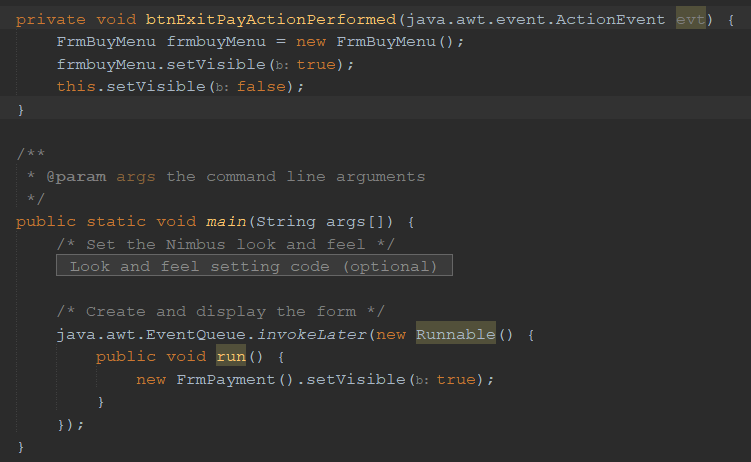 private void btnExitPayActionPerformed(java.awt.event.ActionEvent evt) {
    FrmBuyMenu frmbuyMenu = new FrmBuyMenu();
    frmbuyMenu.setVisible(b: true);
    this.setVisible(b: false);
}

/**
 * @param args the command line arguments
 */
public static void main(String args[]) {
    /* Set the Nimbus look and feel */
    Look and feel setting code (optional)

    /* Create and display the form */
    java.awt.EventQueue.invokeLater(new Runnable() {
        public void run() {
            new FrmPayment().setVisible(b: true);
        }
    });
}